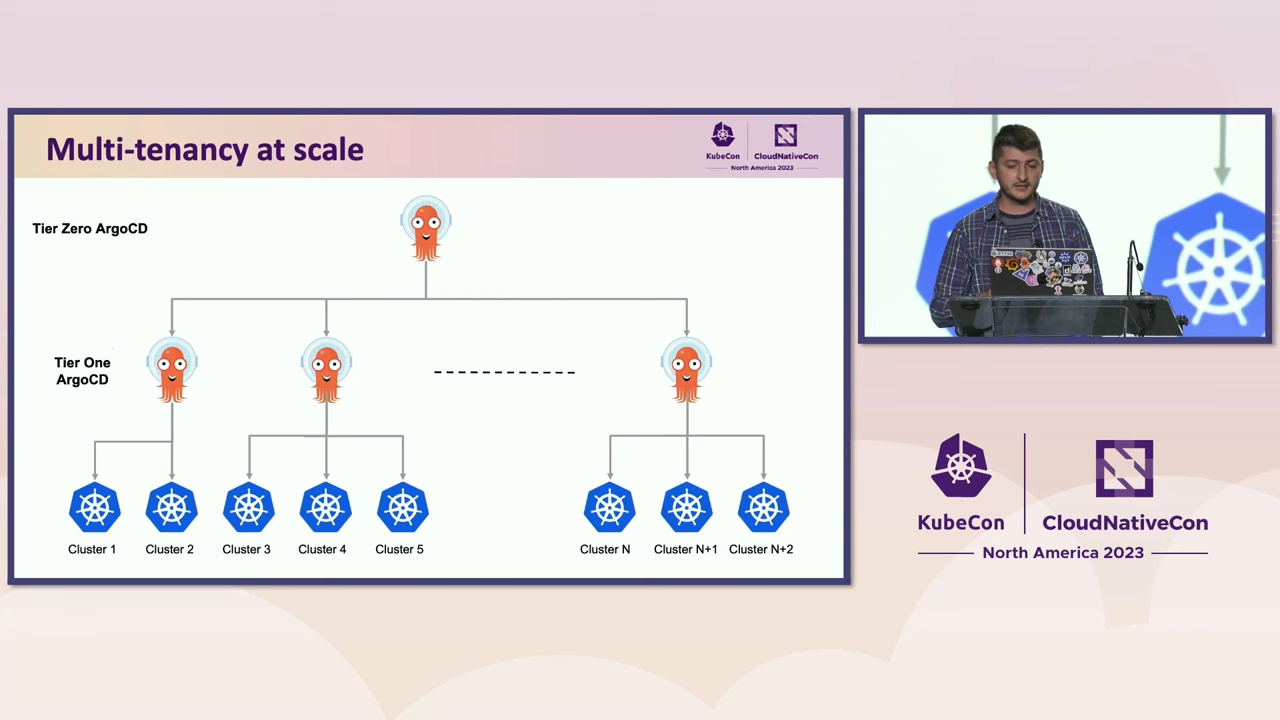 Multi-tenancy at scale
KubeCon
CloudNativeCon
North America 2023
Tier Zero ArgoCD
Tier One
ArgoCD
Cluster 1
Cluster 2
Cluster 3
Cluster 4
Cluster 5
Cluster N
Cluster N+1
Cluster N+2
KubeCon
CloudNativeCon
North America 2023